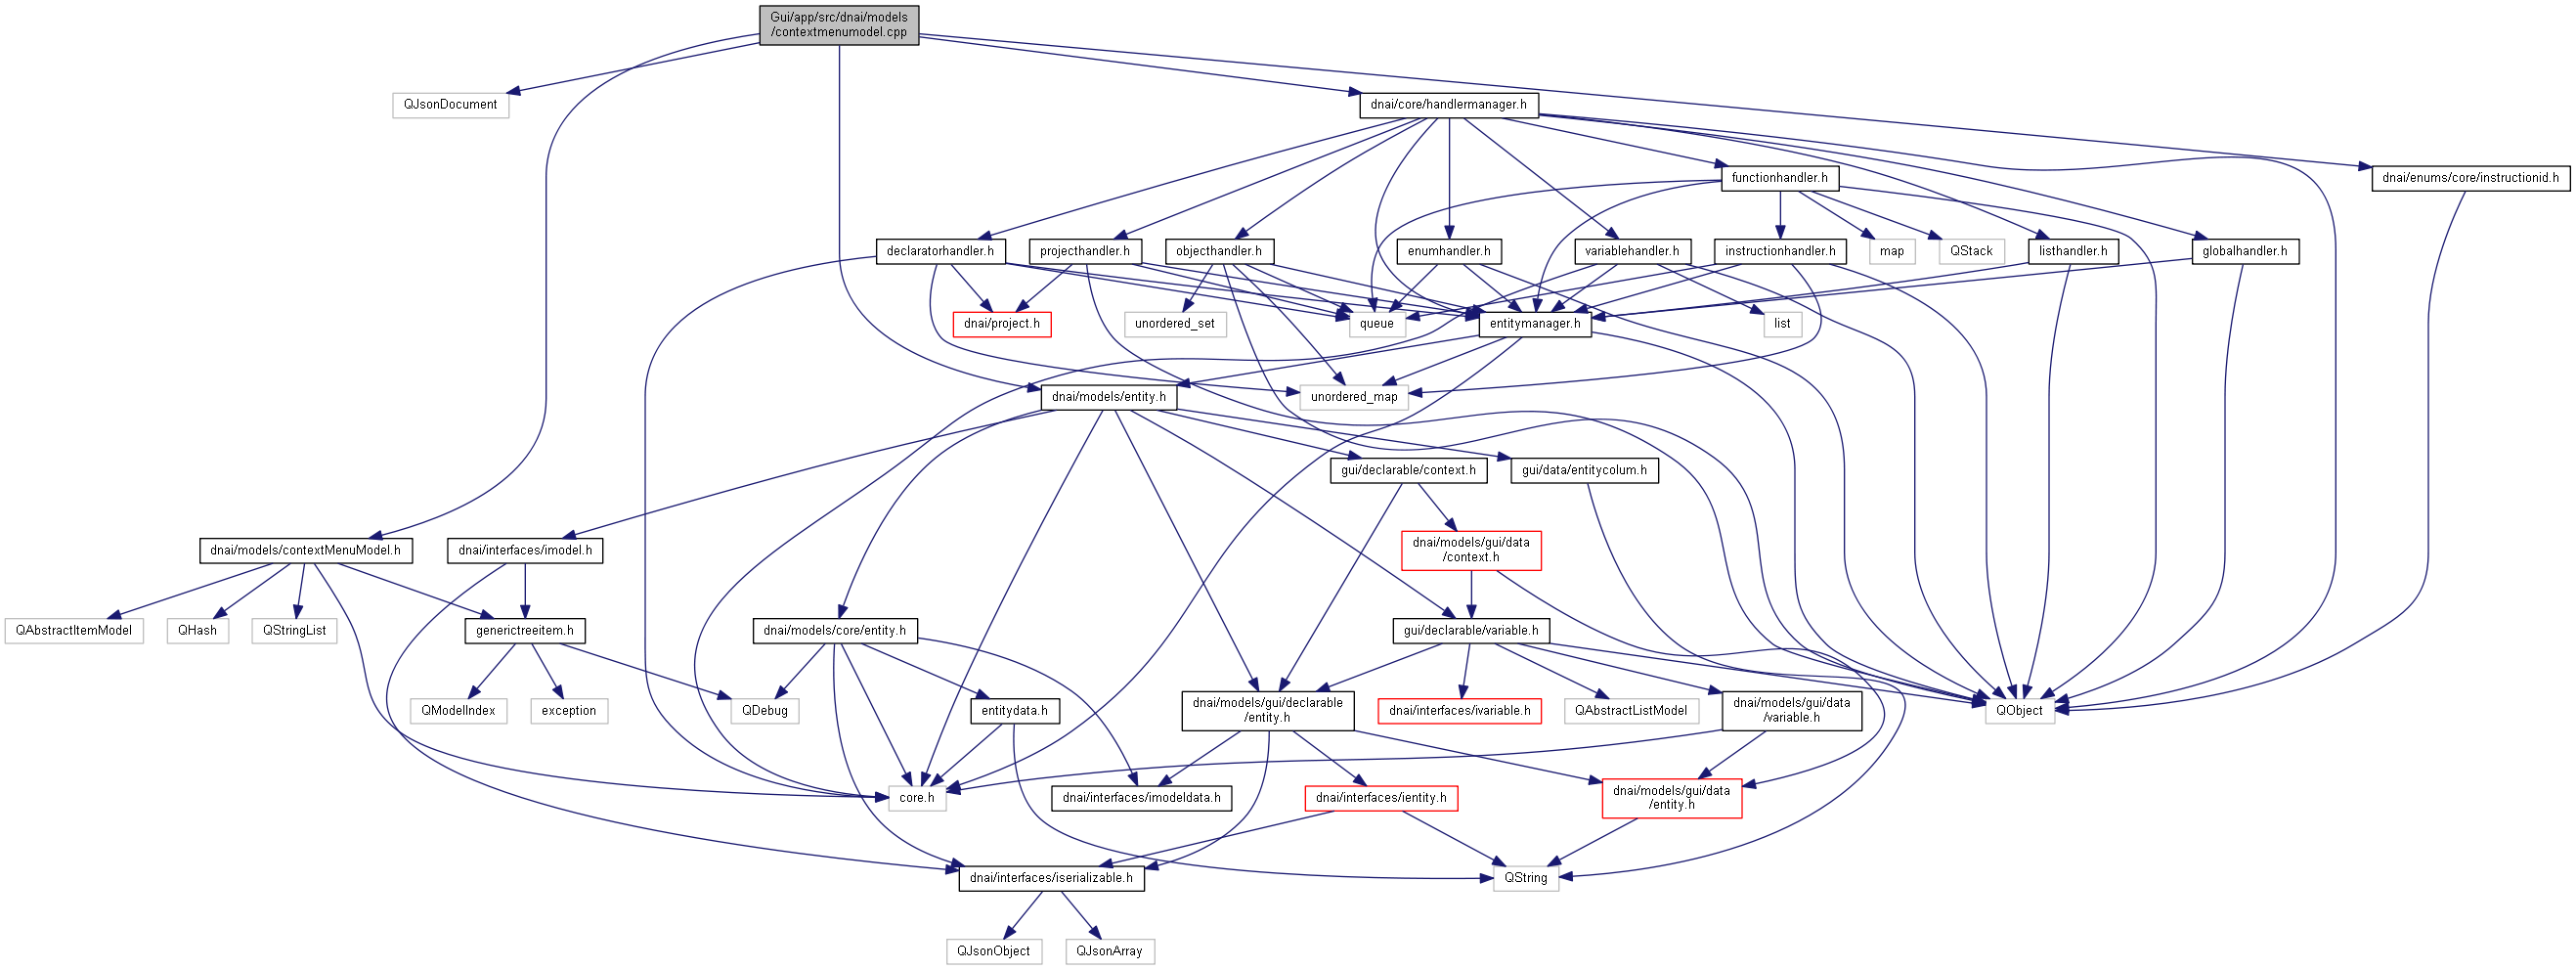 Gui/app/src/dnai/models
/contextmenumodel.cpp
QJsonDocument
dnai/core/handlermanager.h
functionhandler.h
dnai/enums/core/instructionid.h
declaratorhandler.h
projecthandler.h
objecthandler.h
enumhandler.h
variablehandler.h
instructionhandler.h
map
QStack
listhandler.h
globalhandler.h
dnai/project.h
unordered_set
queue
entitymanager.h
list
dnai/models/entity.h
unordered_map
gui/declarable/context.h
gui/data/entitycolum.h
dnai/models/contextMenuModel.h
dnai/interfaces/imodel.h
dnai/models/gui/data
/context.h
QAbstractItemModel
QHash
QStringList
generictreeitem.h
dnai/models/core/entity.h
gui/declarable/variable.h
QModelIndex
exception
QDebug
entitydata.h
dnai/models/gui/declarable
/entity.h
dnai/interfaces/ivariable.h
QAbstractListModel
dnai/models/gui/data
/variable.h
QObject
core.h
dnai/interfaces/imodeldata.h
dnai/interfaces/ientity.h
dnai/models/gui/data
/entity.h
dnai/interfaces/iserializable.h
QString
QJsonObject
QJsonArray